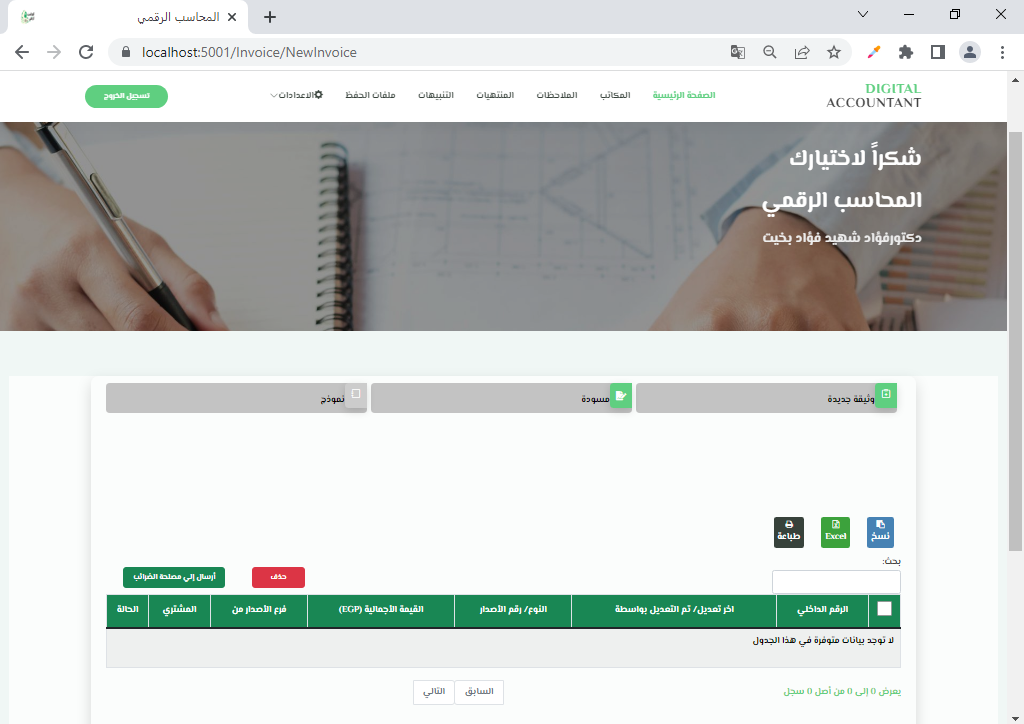 المحاسب الرقمي
localhost:5001/Invoice/NewInvoice
DIGITAL
ACCOUNTANT
الصفحة الرئيسية المكاتب الملاحظات المنتهيات التنبيهات ملفات الحفظ الاعدادات تسجيل الخروج
شكراً لاختيارك
المحاسب الرقمي
دكتورفؤاد شهيد فؤاد بخيت
وثيقة جديدة مسودة نموذج
نسخ Excel طباعة
بحث:
حذف أرسال إلي مصلحة الضرائب
الرقم الداخلي اخر تعديل/ تم التعديل بواسطة النوع/ رقم الأصدار القيمة الأجمالية (EGP) فرع الأصدار من المشتري الحالة
لا توجد بيانات متوفرة في هذا الجدول
يعرض 0 إلى 0 من أصل 0 سجل
السابق التالي